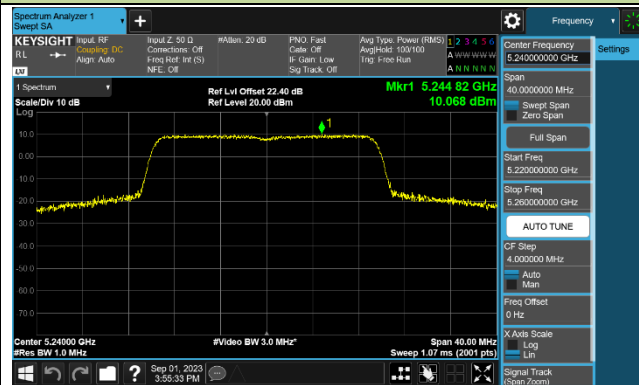 Spectrum Analyzer 1
Swept SA
Frequency
KEYSIGHT
RL
LXI
Input: RF
Coupling: DC
Align: Auto
Input Z: 50 Ω
Corrections: Off
Freq Ref: Int (S)
NFE: Off
#Atten: 20 dB
PNO: Fast
Gate: Off
IF Gain: Low
Sig Track: Off
Avg Type: Power (RMS)
Avg|Hold: 100/100
Trig: Free Run
1 2 3 4 5 6
A W W W W W
A N N N N N
Center Frequency
5.240000000 GHz
Settings
Span
40.0000000 MHz
Swept Span
Zero Span
Full Span
Start Freq
5.220000000 GHz
Stop Freq
5.260000000 GHz
AUTO TUNE
CF Step
4.000000 MHz
Auto
Man
Freq Offset
0 Hz
X Axis Scale
Log
Lin
Signal Track
(Span Zoom)
1 Spectrum
Scale/Div 10 dB
Log
Ref Lvl Offset 22.40 dB
Ref Level 20.00 dBm
Mkr1 5.244 82 GHz
10.068 dBm
1
10.0
0.00
-10.0
-20.0
-30.0
-40.0
-50.0
-60.0
-70.0
Center 5.24000 GHz
#Res BW 1.0 MHz
#Video BW 3.0 MHz*
Span 40.00 MHz
Sweep 1.07 ms (2001 pts)
?
Sep 01, 2023
3:55:33 PM